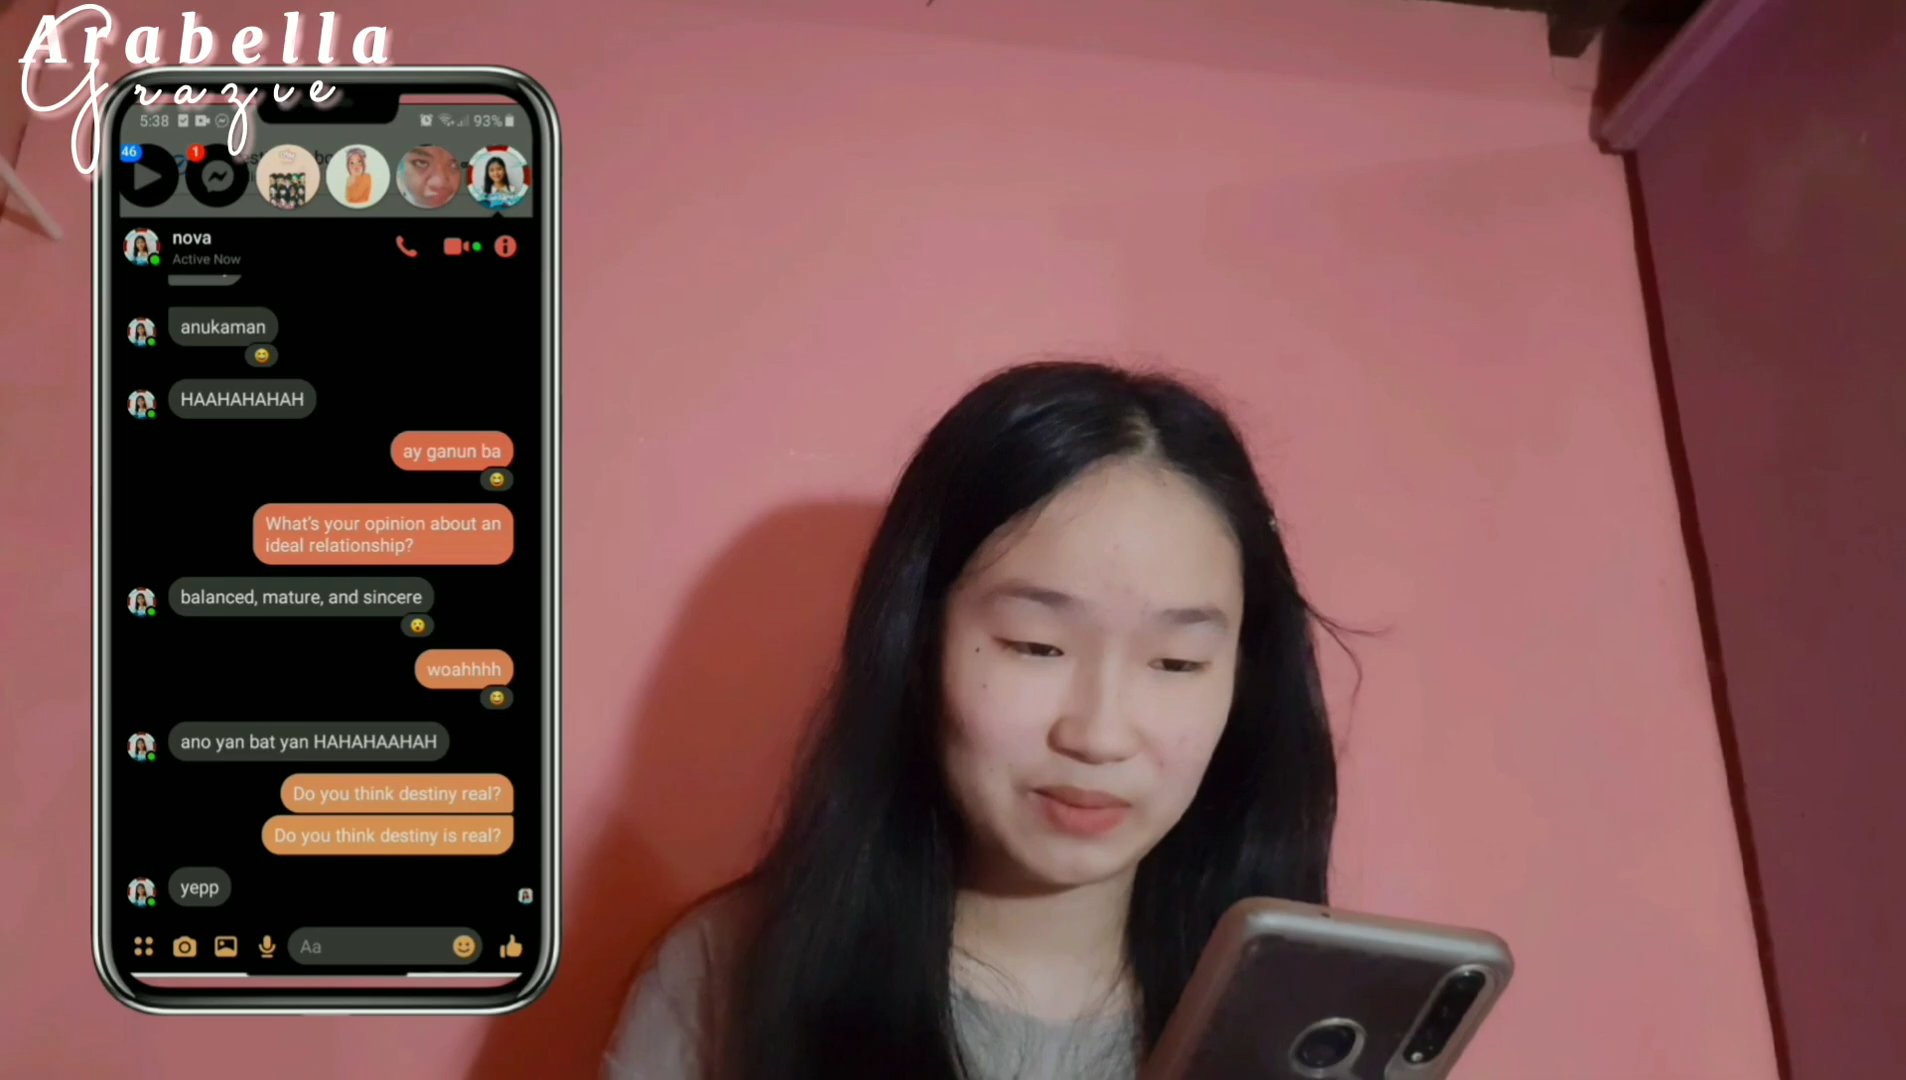 Arabella
Grazie
5:38
93%
46
1
nova
Active Now
anukaman
HAAHAHAHAH
ay ganun ba
What's your opinion about an
ideal relationship?
balanced, mature, and sincere
woahhhh
ano yan bat yan HAHAHAAHAH
Do you think destiny real?
Do you think destiny is real?
yepp
Aa